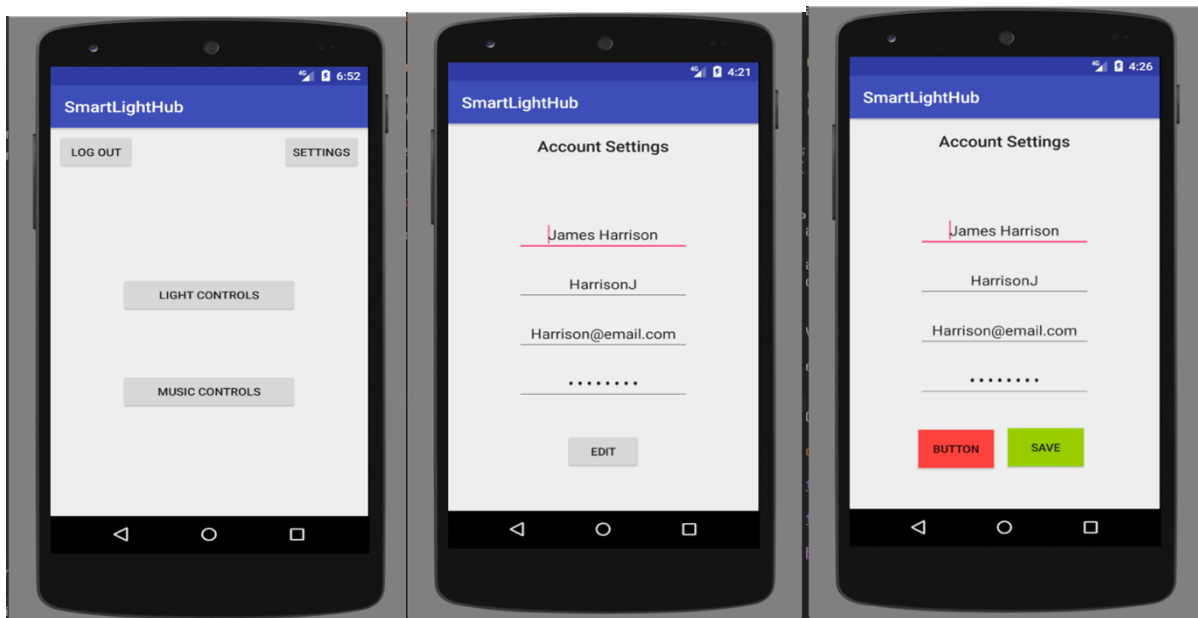 4G 6:52
SmartLightHub
LOG OUT SETTINGS
LIGHT CONTROLS
MUSIC CONTROLS
4G 4:21
SmartLightHub
Account Settings
James Harrison
HarrisonJ
Harrison@email.com
••••••••
EDIT
4G 4:26
SmartLightHub
Account Settings
James Harrison
HarrisonJ
Harrison@email.com
••••••••
BUTTON SAVE